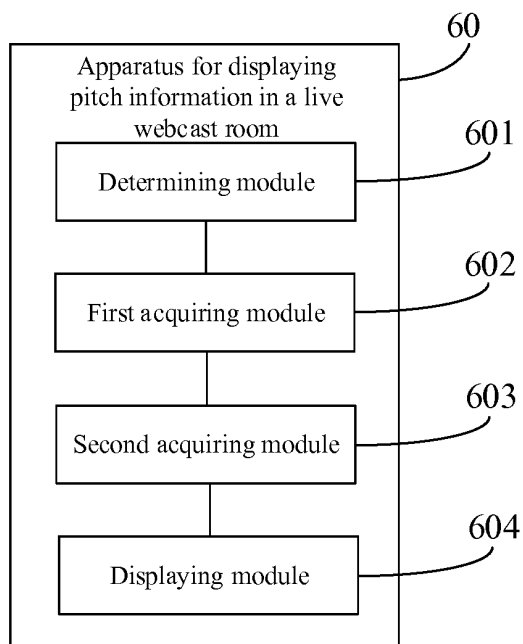 60
Apparatus for displaying
pitch information in a live
webcast room
601
Determining module
602
First acquiring module
603
Second acquiring module
604
Displaying module